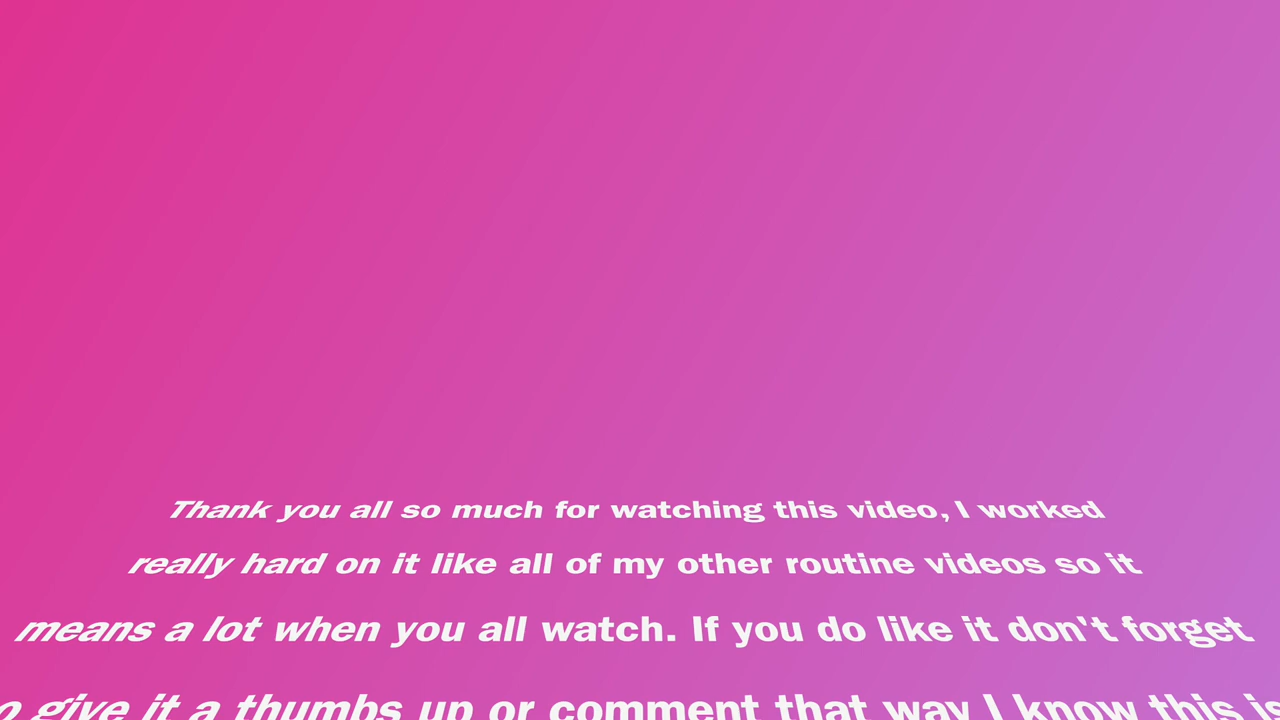 Thank you all so much for watching this video, I worked
really hard on it like all of my other routine videos so it
means a lot when you all watch. If you do like it don't forget
give it a thumbs up or comment that way I know this is